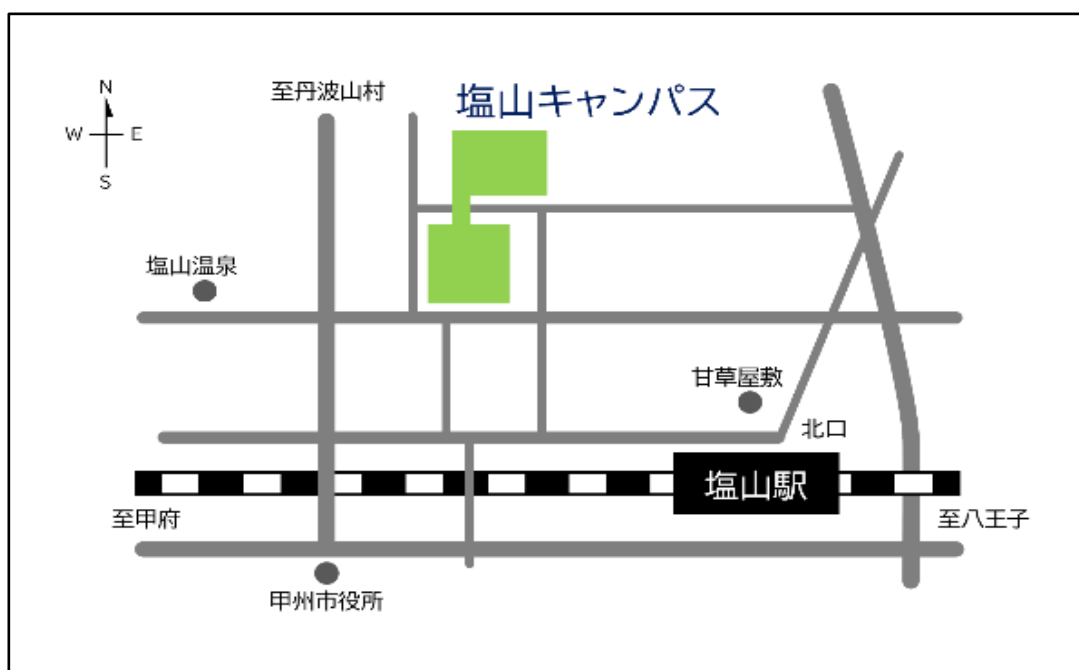 N
至丹波山村
塩山キャンパス
W
E
S
塩山温泉
甘草屋敷
北口
塩山駅
至甲府
至八王子
甲州市役所